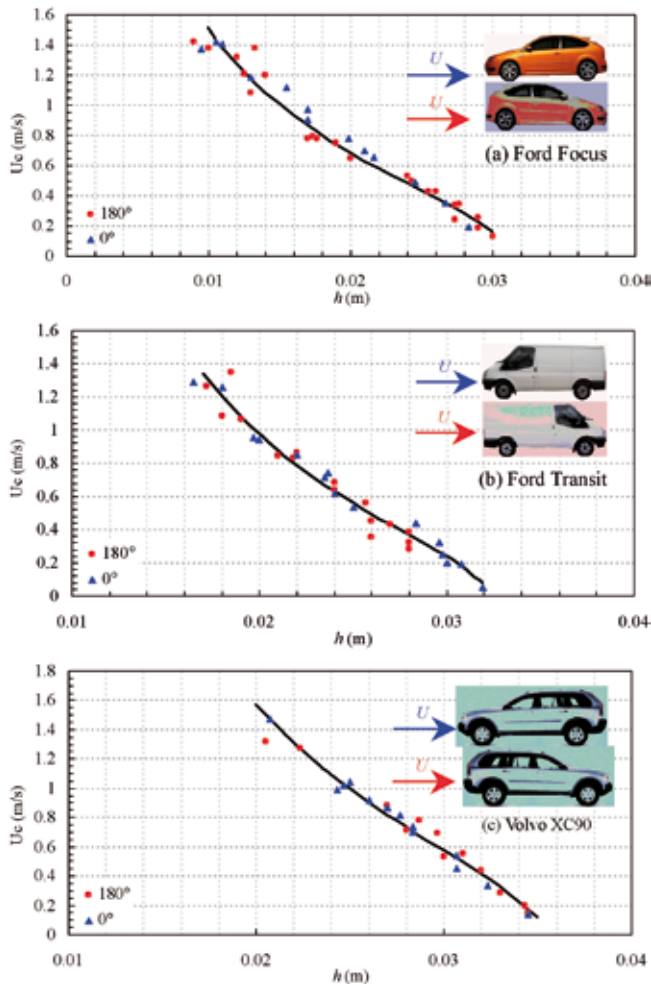 1.6
1.4
1.2
1
0.8
0.6
0.4
0.2
0
Uc (m/s)
U
U
(a) Ford Focus
180°
0°
0 0.01 0.02 0.03 0.04
h (m)
1.6
1.4
1.2
1
0.8
0.6
0.4
0.2
0
Uc (m/s)
U
U
(b) Ford Transit
180°
0°
0.01 0.02 0.03 0.04
h (m)
1.8
1.6
1.4
1.2
1
0.8
0.6
0.4
0.2
0
Uc (m/s)
U
U
(c) Volvo XC90
180°
0°
0.01 0.02 0.03 0.04
h (m)